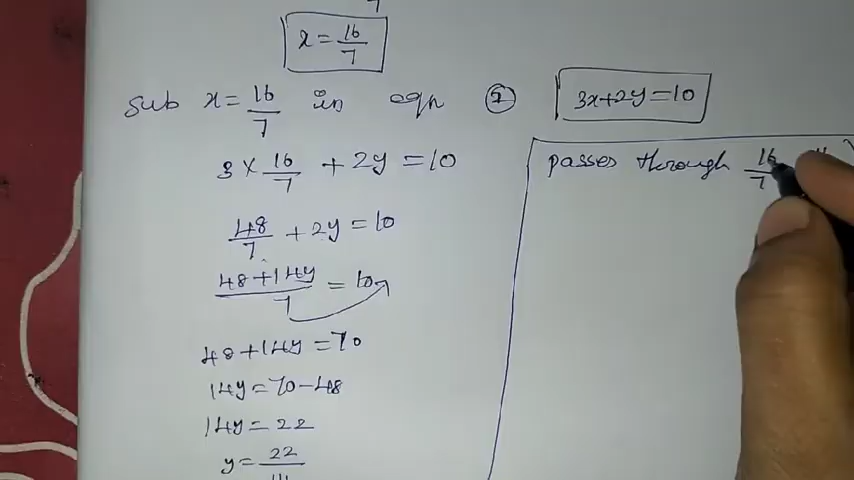 x = 16/7
sub x = 16/7 in eqn ②
3x+2y=10
3 × 16/7 + 2y = 10
48/7 + 2y = 10
48+14y/7 = 10
48+14y = 70
14y = 70-48
14y = 22
y = 22/14
passes through 16/7